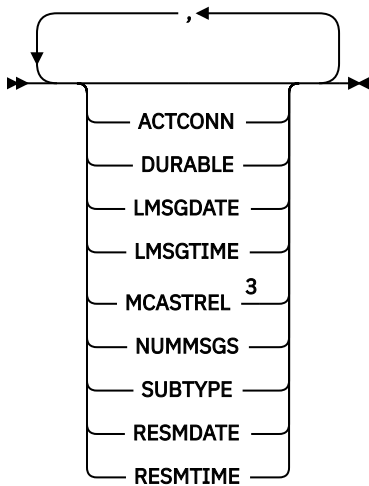 ,
ACTCONN
DURABLE
LMSGDATE
LMSGTIME
MCASTREL 3
NUMMSGS
SUBTYPE
RESMDATE
RESMTIME